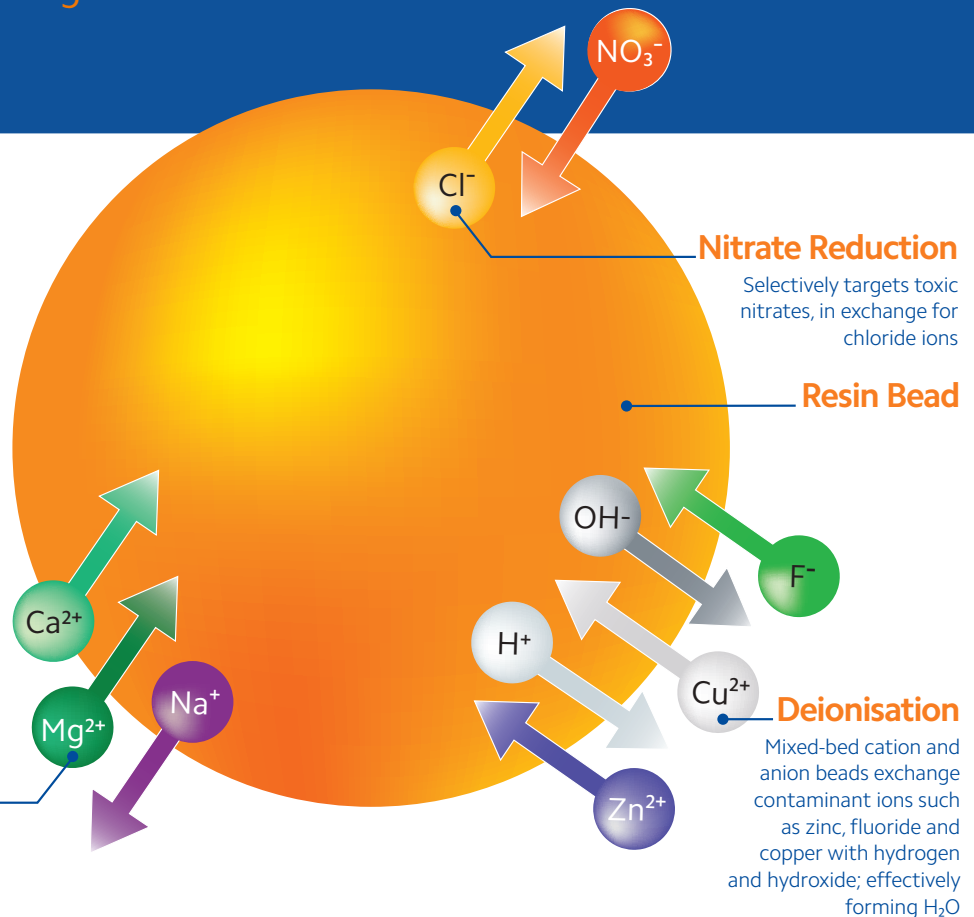 NO₃⁻
Cl⁻
Nitrate Reduction
Selectively targets toxic
nitrates, in exchange for
chloride ions
Resin Bead
OH-
F⁻
Ca²⁺
H⁺
Na⁺
Cu²⁺
Mg²⁺
Deionisation
Mixed-bed cation and
anion beads exchange
contaminant ions such
as zinc, fluoride and
copper with hydrogen
and hydroxide; effectively
forming H₂O
Zn²⁺